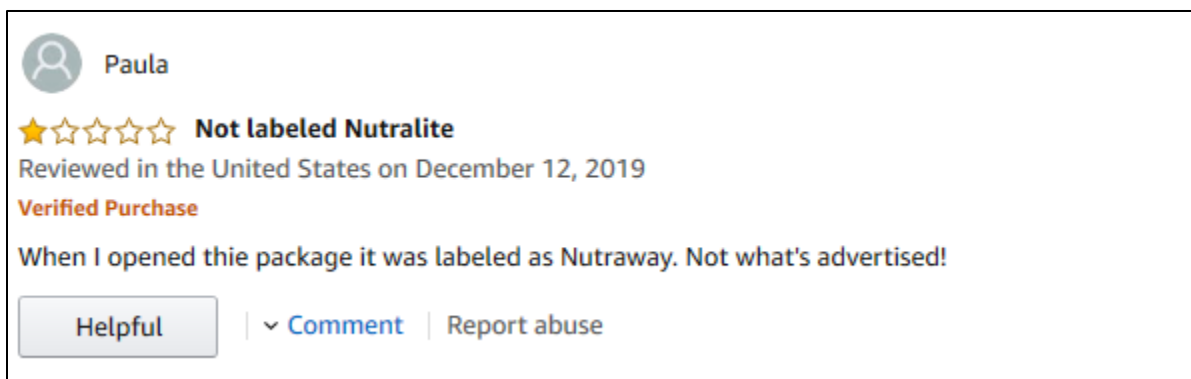 Paula
Not labeled Nutralite
Reviewed in the United States on December 12, 2019
Verified Purchase
When I opened thie package it was labeled as Nutraway. Not what's advertised!
Helpful Comment Report abuse